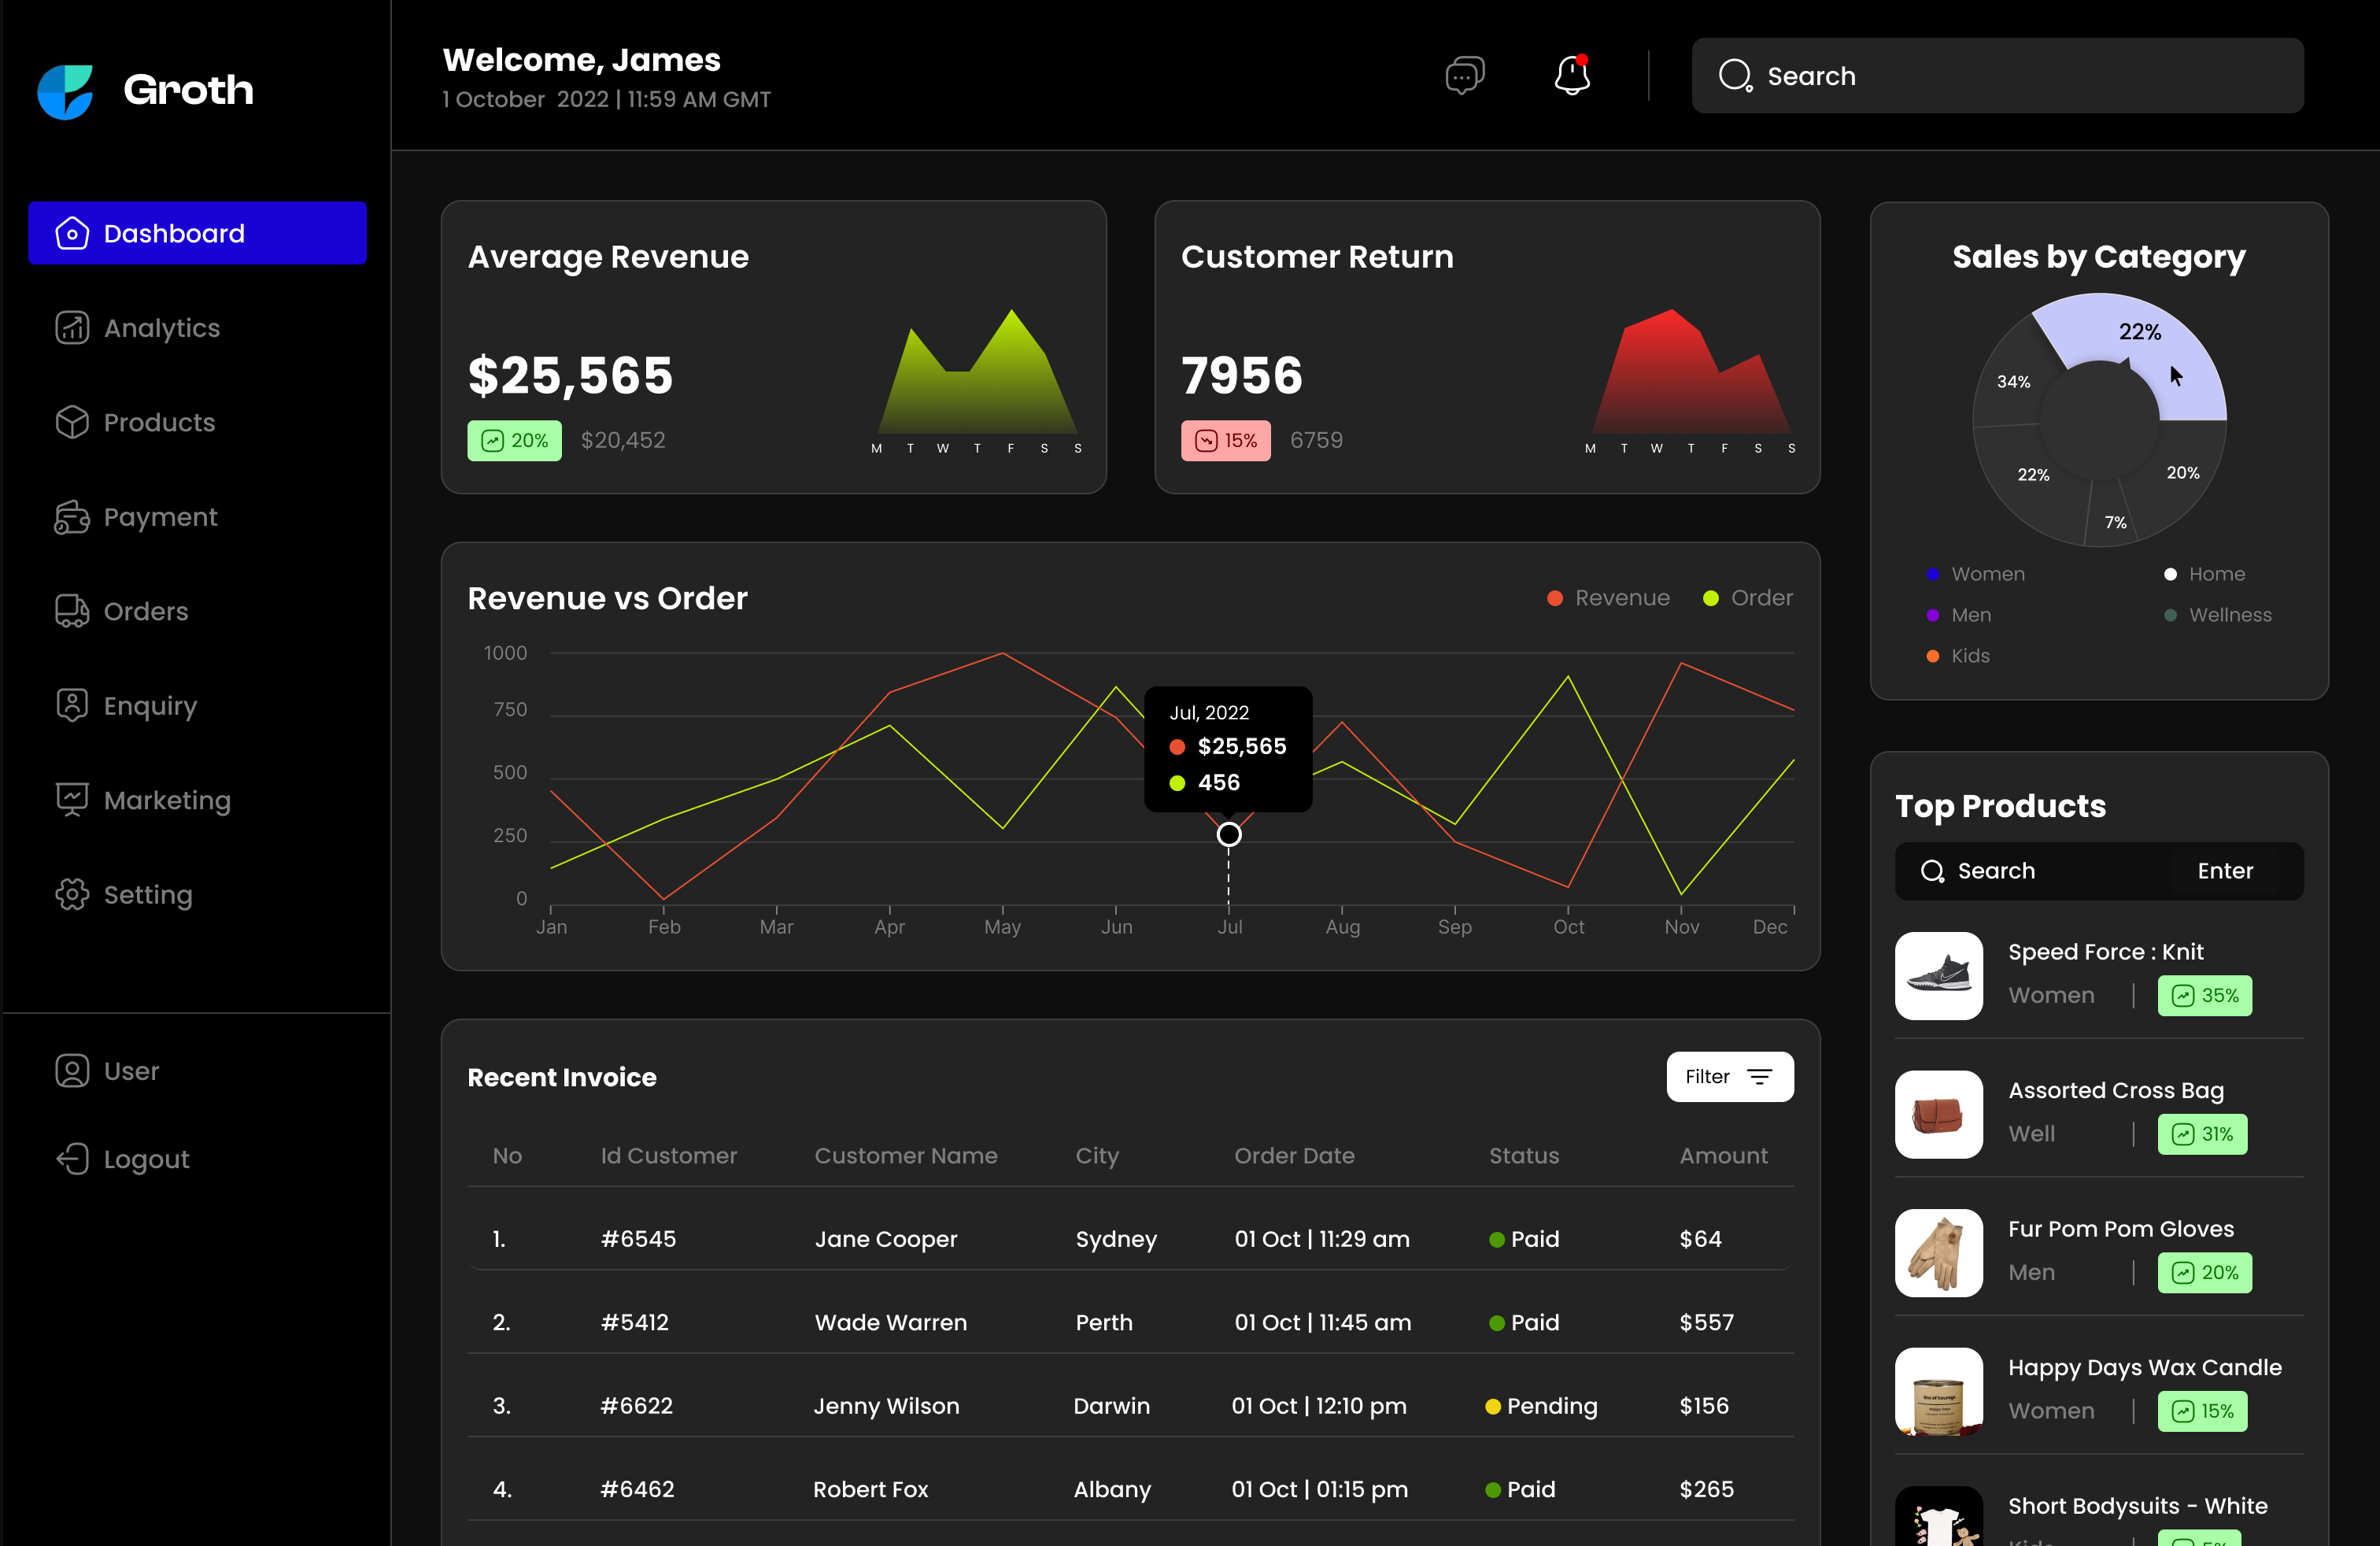 Groth
Dashboard
Analytics
Products
Payment
Orders
Enquiry
Marketing
Setting
User
Logout
Welcome, James
1 October 2022 | 11:59 AM GMT
Search
Average Revenue
$25,565
20% $20,452
M T W T F S S
Customer Return
7956
15% 6759
M T W T F S S
Sales by Category
22%
34%
22%
20%
7%
Women
Home
Men
Wellness
Kids
Revenue vs Order
Revenue Order
1000
750
500
250
0
Jul, 2022
$25,565
456
Jan Feb Mar Apr May Jun Jul Aug Sep Oct Nov Dec
Top Products
Search Enter
Speed Force : Knit
Women | 35%
Assorted Cross Bag
Well | 31%
Fur Pom Pom Gloves
Men | 20%
Happy Days Wax Candle
Women | 15%
Short Bodysuits - White
Recent Invoice
Filter
No Id Customer Customer Name City Order Date Status Amount
1. #6545 Jane Cooper Sydney 01 Oct | 11:29 am Paid $64
2. #5412 Wade Warren Perth 01 Oct | 11:45 am Paid $557
3. #6622 Jenny Wilson Darwin 01 Oct | 12:10 pm Pending $156
4. #6462 Robert Fox Albany 01 Oct | 01:15 pm Paid $265